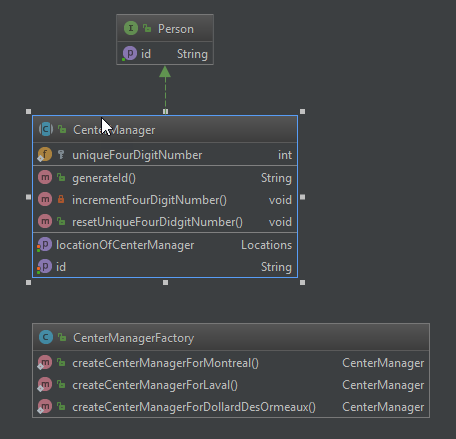 I Person
p id String
C CenterManager
f uniqueFourDigitNumber int
m generateId() String
m incrementFourDigitNumber() void
m resetUniqueFourDidgitNumber() void
p locationOfCenterManager Locations
p id String
C CenterManagerFactory
m createCenterManagerForMontreal() CenterManager
m createCenterManagerForLaval() CenterManager
m createCenterManagerForDollardDesOrmeaux() CenterManager